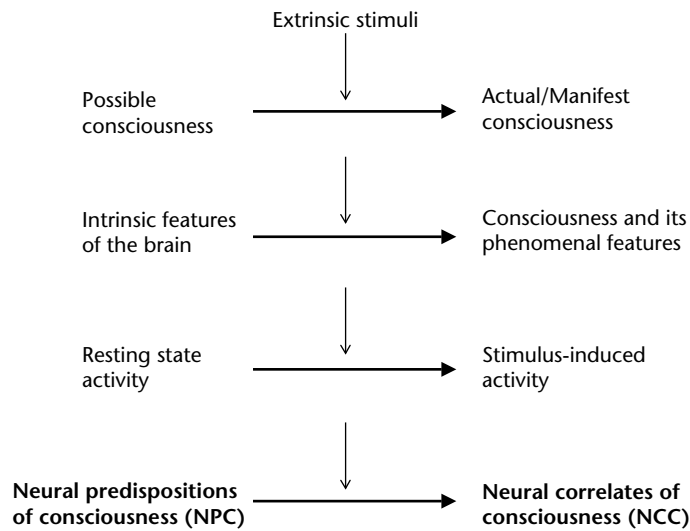 Extrinsic stimuli
Possible
consciousness
Actual/Manifest
consciousness
Intrinsic features
of the brain
Consciousness and its
phenomenal features
Resting state
activity
Stimulus-induced
activity
Neural predispositions
of consciousness (NPC)
Neural correlates of
consciousness (NCC)